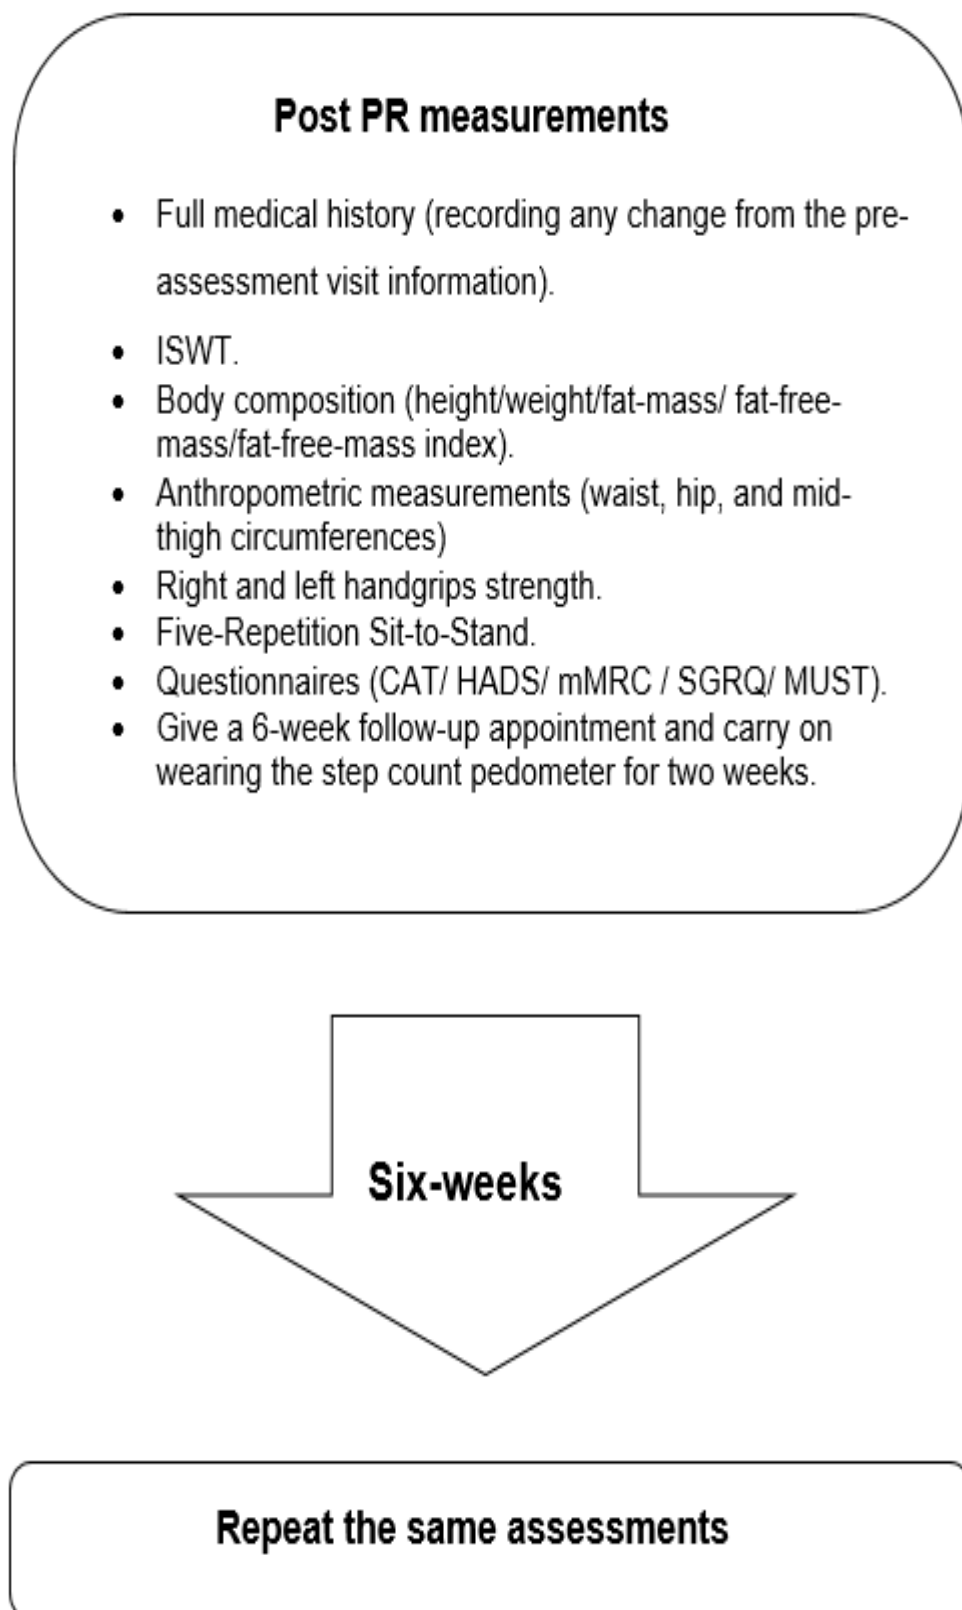 Post PR measurements
• Full medical history (recording any change from the pre-
assessment visit information).
• ISWT.
• Body composition (height/weight/fat-mass/ fat-free-
mass/fat-free-mass index).
• Anthropometric measurements (waist, hip, and mid-
thigh circumferences)
• Right and left handgrips strength.
• Five-Repetition Sit-to-Stand.
• Questionnaires (CAT/ HADS/ mMRC / SGRQ/ MUST).
• Give a 6-week follow-up appointment and carry on
wearing the step count pedometer for two weeks.
Six-weeks
Repeat the same assessments